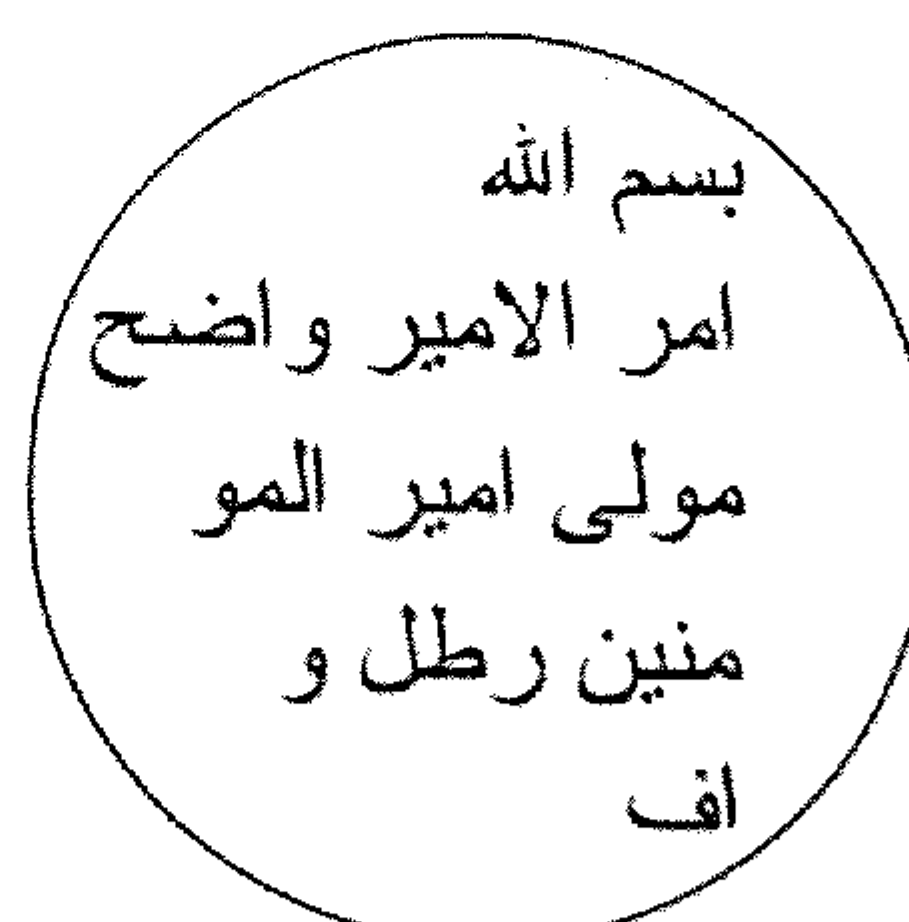 بسم الله
امر الامير واضح
مولى امير المو
منين رطل و
اف